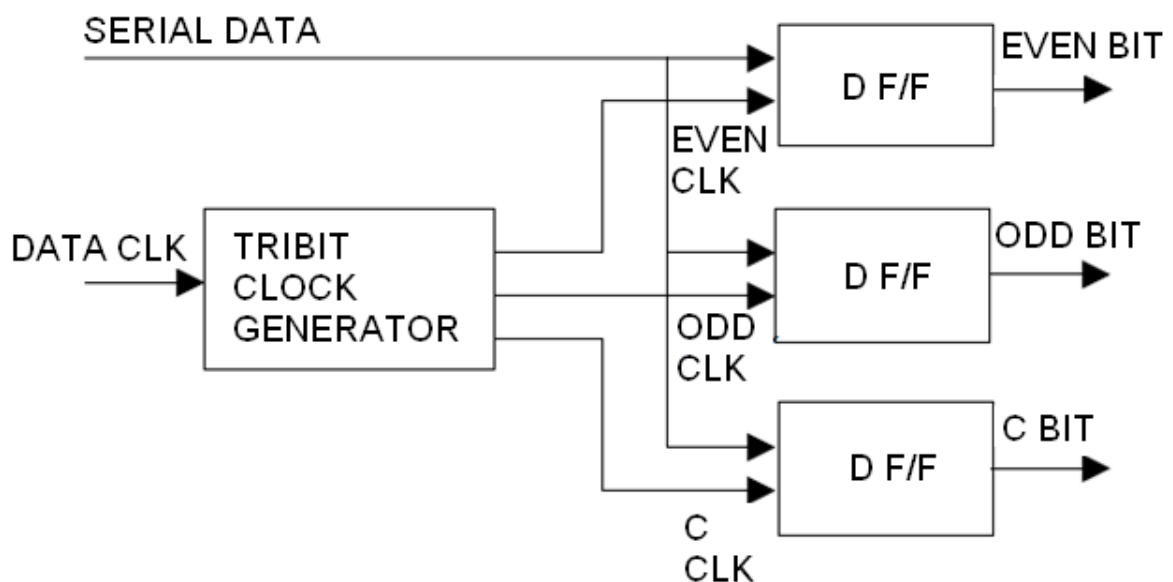 SERIAL DATA
EVEN BIT
D F/F
EVEN
CLK
DATA CLK
TRIBIT
CLOCK
GENERATOR
ODD BIT
D F/F
ODD
CLK
C BIT
D F/F
C
CLK